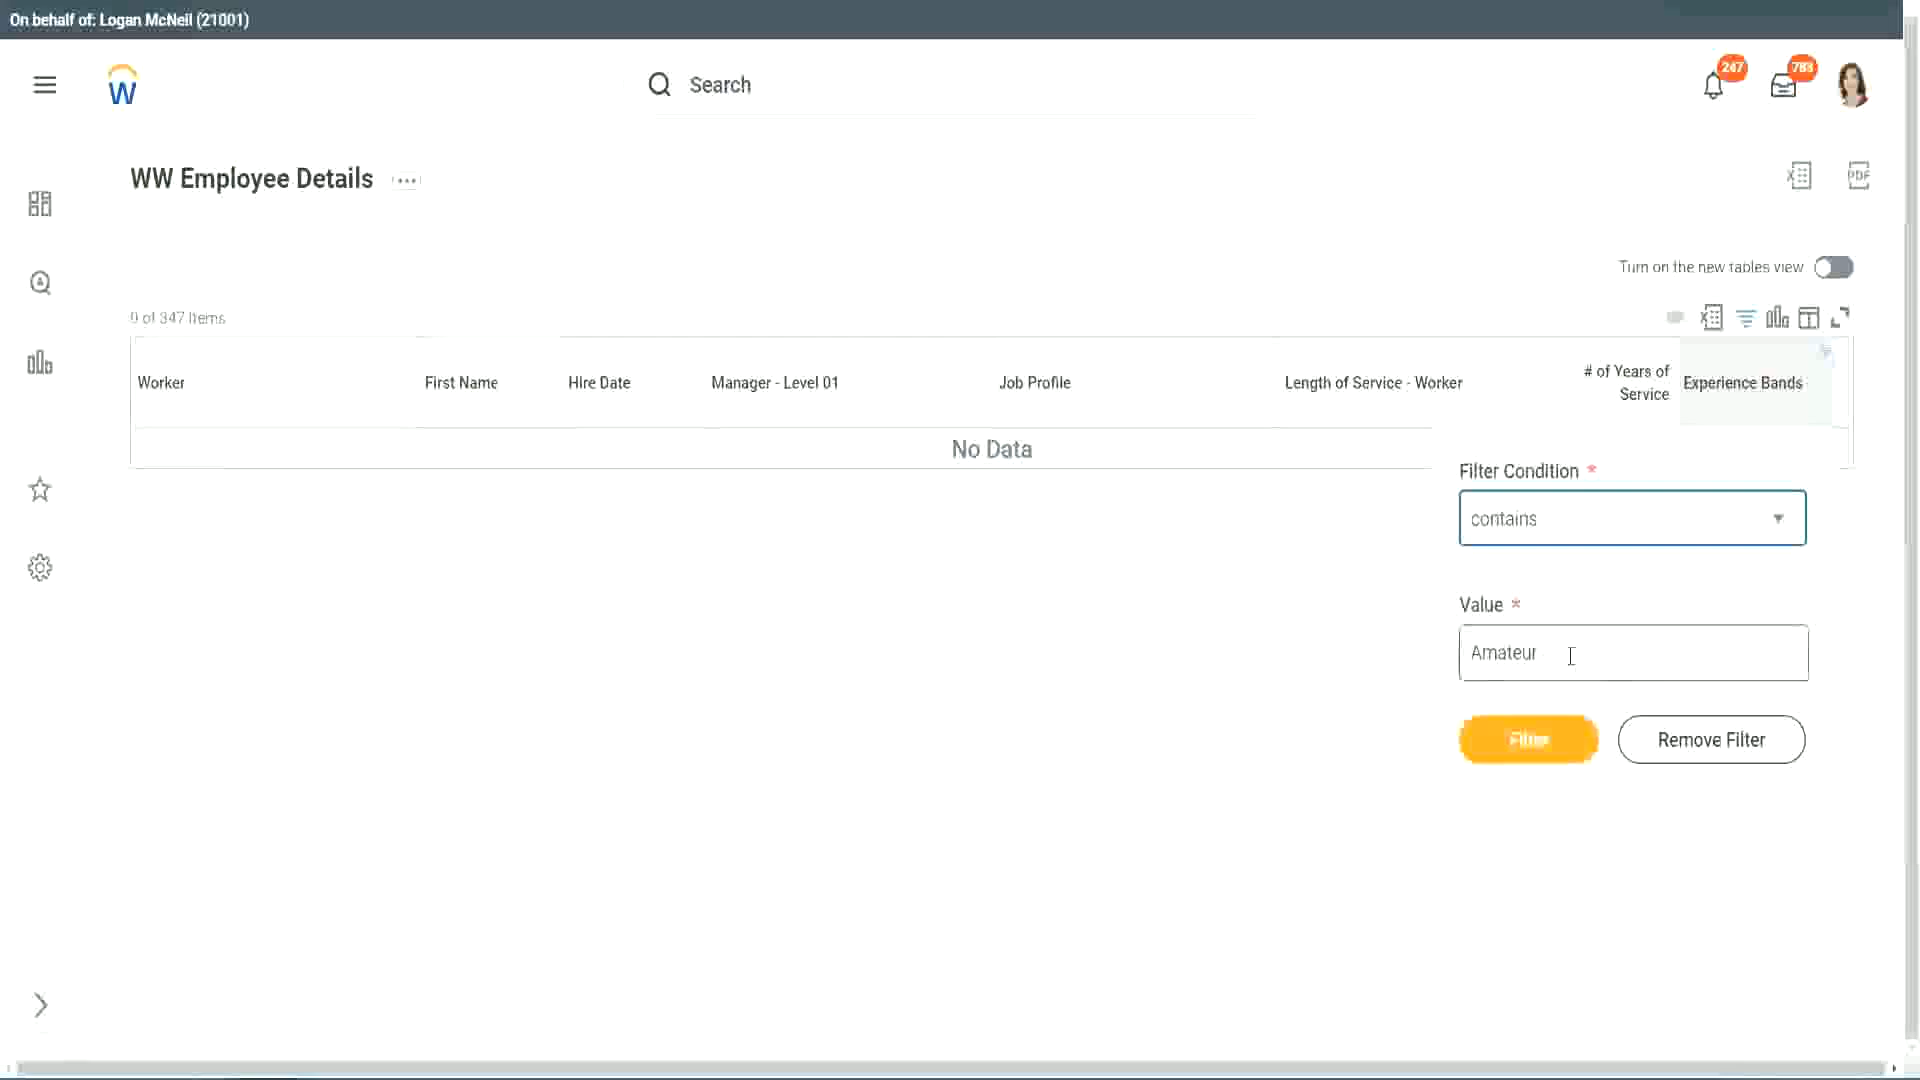 On behalf of: Logan McNeil (21001)
W
Search
247
783
WW Employee Details
PDF
Turn on the new tables view
0 of 347 items
Worker
First Name
Hire Date
Manager - Level 01
Job Profile
Length of Service - Worker
# of Years of
Service
Experience Bands
No Data
Filter Condition *
contains
Value *
Amateur
Filter
Remove Filter